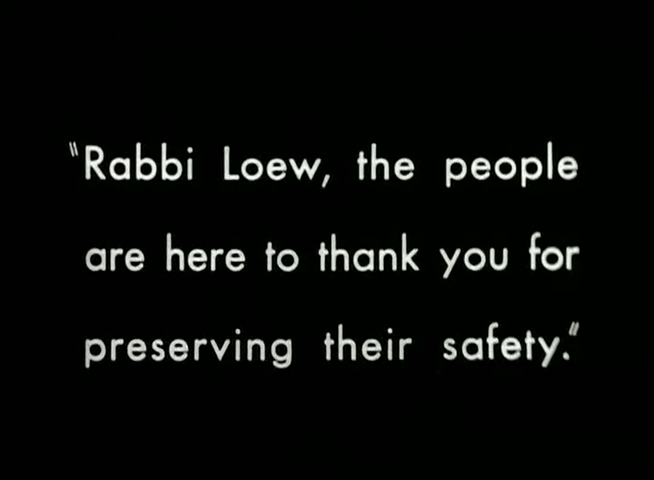 "Rabbi Loew, the people
are here to thank you for
preserving their safety."